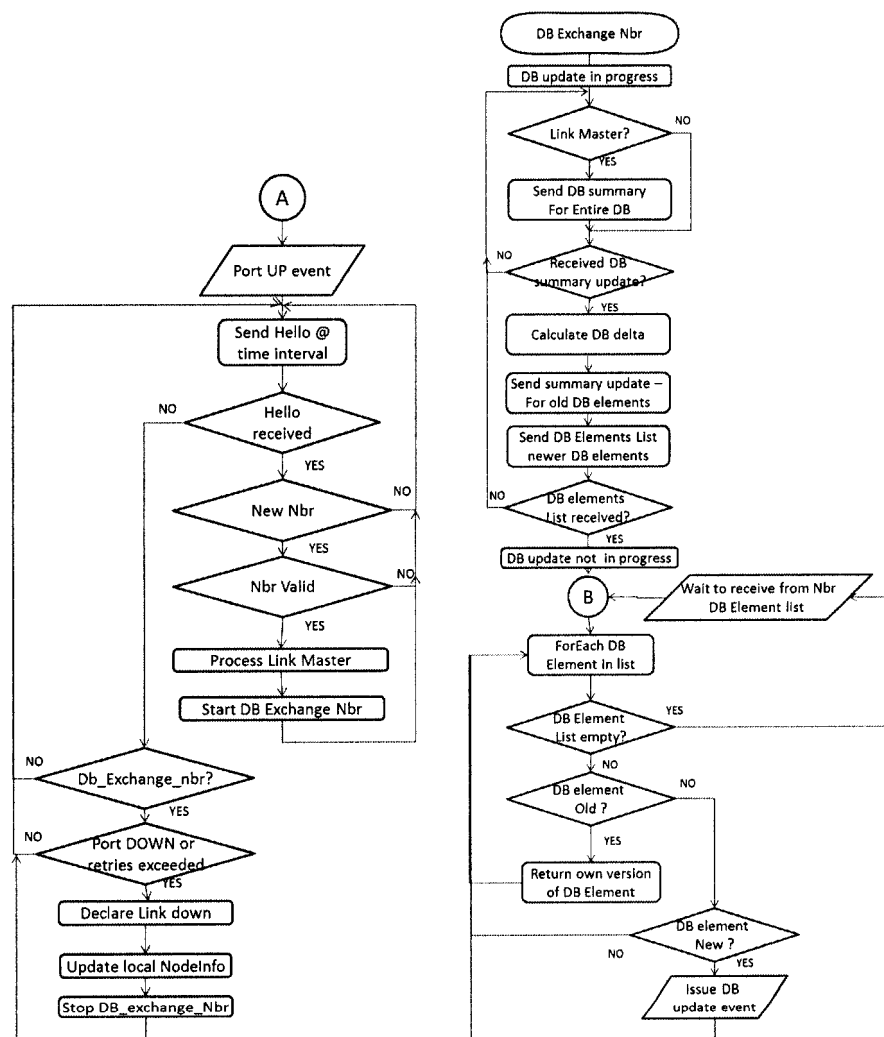 A
Port UP event
Send Hello @
time interval
NO
Hello
received
YES
New Nbr
NO
YES
Nbr Valid
NO
YES
Process Link Master
Start DB Exchange Nbr
NO
Db_Exchange_nbr?
YES
NO
Port DOWN or
retries exceeded
YES
Declare Link down
Update local NodeInfo
Stop DB_exchange_Nbr
DB Exchange Nbr
DB update in progress
NO
Link Master?
YES
Send DB summary
For Entire DB
NO
Received DB
summary update?
YES
Calculate DB delta
Send summary update –
For old DB elements
Send DB Elements List
newer DB elements
NO
DB elements
List received?
YES
DB update not in progress
B
Wait to receive from Nbr
DB Element list
ForEach DB
Element in list
DB Element
List empty?
YES
NO
DB element
Old ?
NO
YES
Return own version
of DB Element
DB element
New ?
NO
YES
Issue DB
update event